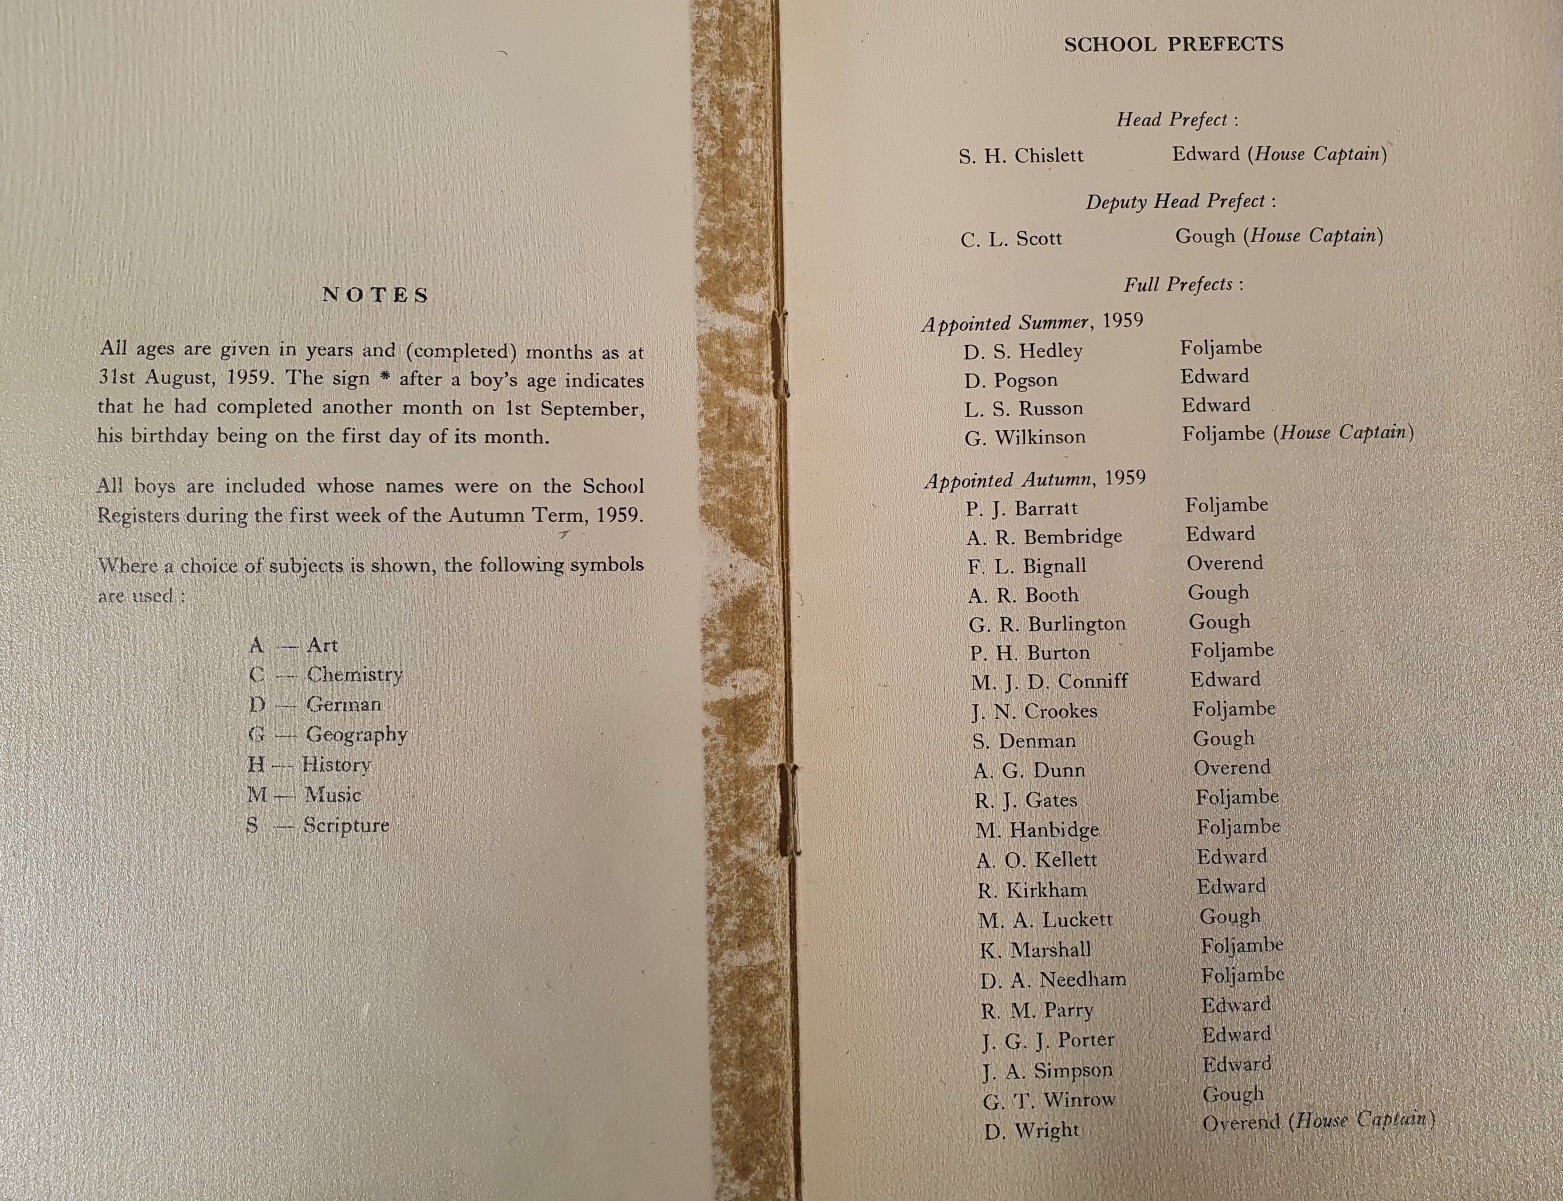 NOTES
All ages are given in years and (completed) months as at
31st August, 1959. The sign * after a boy's age indicates
that he had completed another month on 1st September,
his birthday being on the first day of its month.
All boys are included whose names were on the School
Registers during the first week of the Autumn Term, 1959.
Where a choice of subjects is shown, the following symbols
are used :
A — Art
C — Chemistry
D — German
G — Geography
H — History
M — Music
S — Scripture
SCHOOL PREFECTS
Head Prefect :
S. H. Chislett Edward (House Captain)
Deputy Head Prefect :
C. L. Scott Gough (House Captain)
Full Prefects :
Appointed Summer, 1959
D. S. Hedley Foljambe
D. Pogson Edward
L. S. Russon Edward
G. Wilkinson Foljambe (House Captain)
Appointed Autumn, 1959
P. J. Barratt Foljambe
A. R. Bembridge Edward
F. L. Bignall Overend
A. R. Booth Gough
G. R. Burlington Gough
P. H. Burton Foljambe
M. J. D. Conniff Edward
J. N. Crookes Foljambe
S. Denman Gough
A. G. Dunn Overend
R. J. Gates Foljambe
M. Hanbidge Foljambe
A. O. Kellett Edward
R. Kirkham Edward
M. A. Luckett Gough
K. Marshall Foljambe
D. A. Needham Foljambe
R. M. Parry Edward
J. G. J. Porter Edward
J. A. Simpson Edward
G. T. Winrow Gough
D. Wright Overend (House Captain)